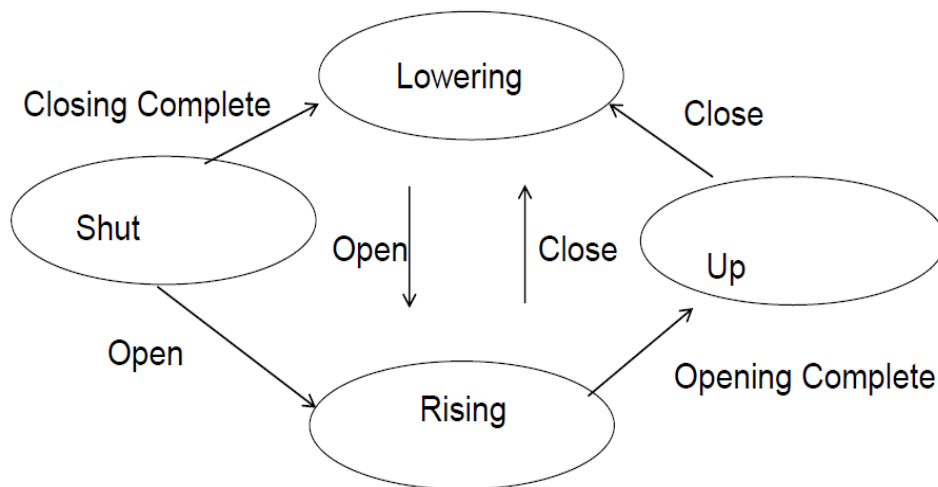 Lowering
Closing Complete
Close
Shut
Open
Close
Up
Open
Rising
Opening Complete